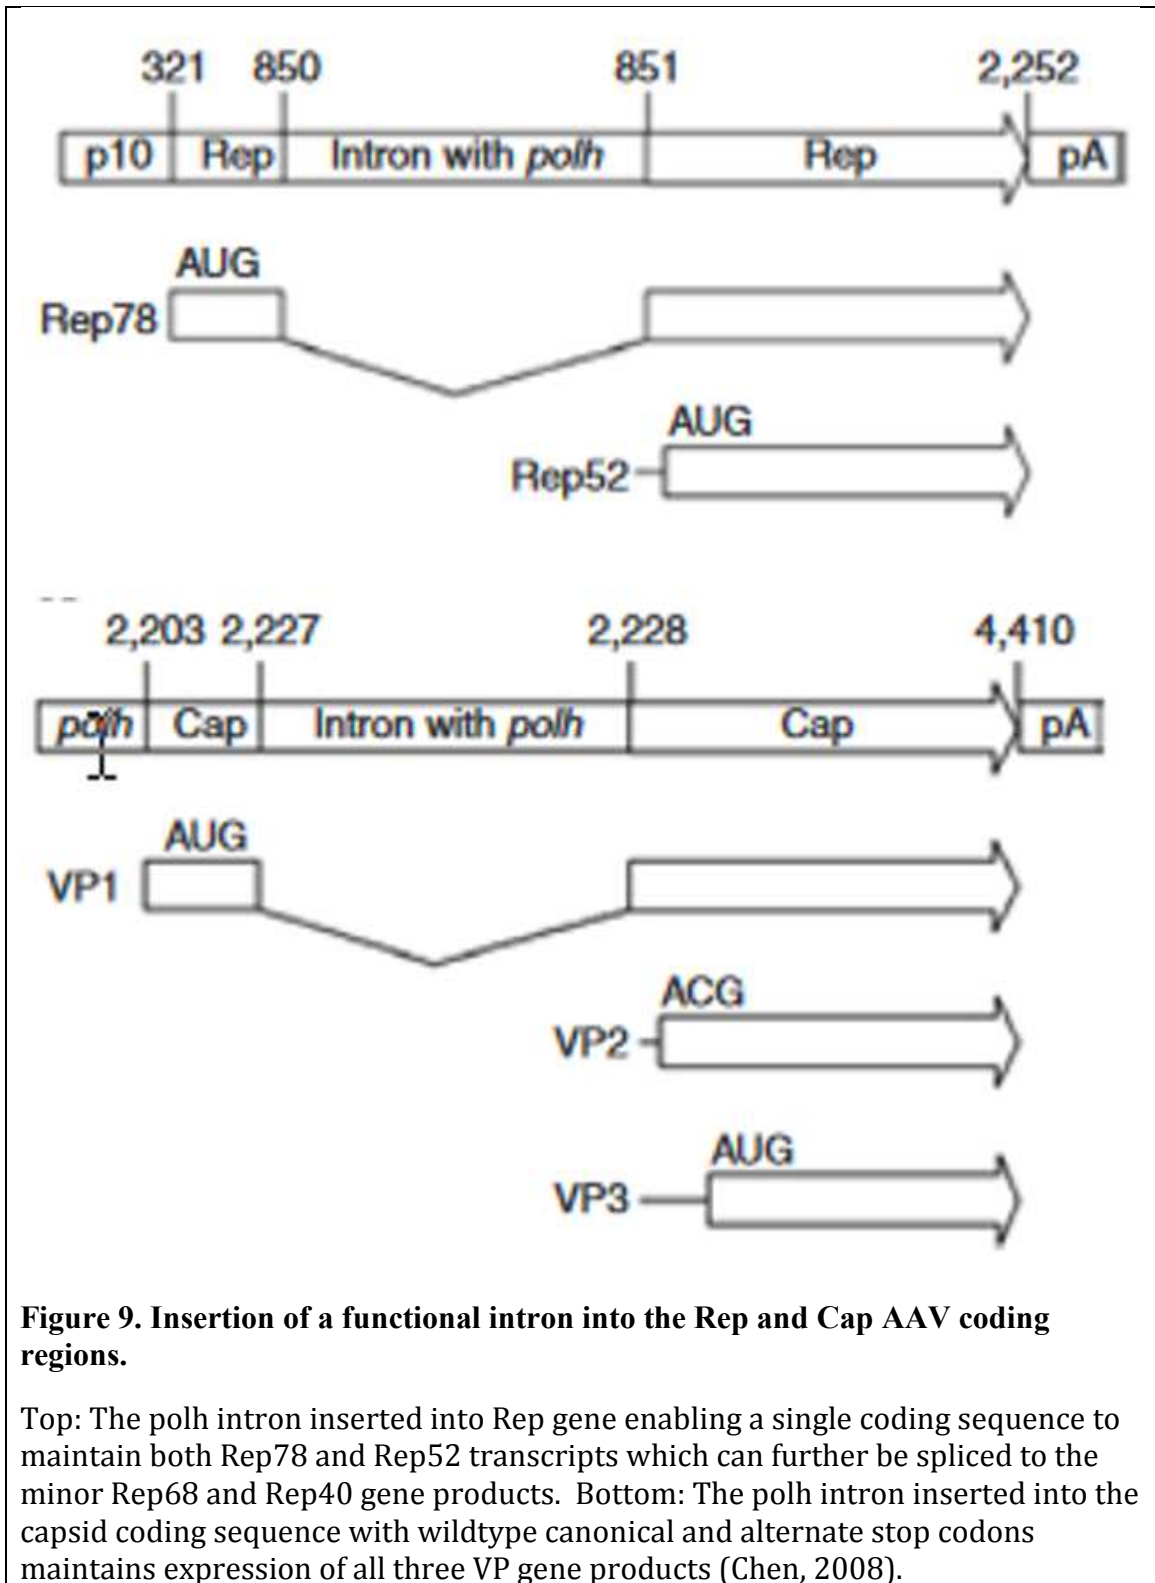 321 850 851 2,252
p10 Rep Intron with polh Rep pA
AUG
Rep78
AUG
Rep52
2,203 2,227 2,228 4,410
polh Cap Intron with polh Cap pA
AUG
VP1
ACG
VP2
AUG
VP3
Figure 9. Insertion of a functional intron into the Rep and Cap AAV coding
regions.
Top: The polh intron inserted into Rep gene enabling a single coding sequence to
maintain both Rep78 and Rep52 transcripts which can further be spliced to the
minor Rep68 and Rep40 gene products.  Bottom: The polh intron inserted into the
capsid coding sequence with wildtype canonical and alternate stop codons
maintains expression of all three VP gene products (Chen, 2008).